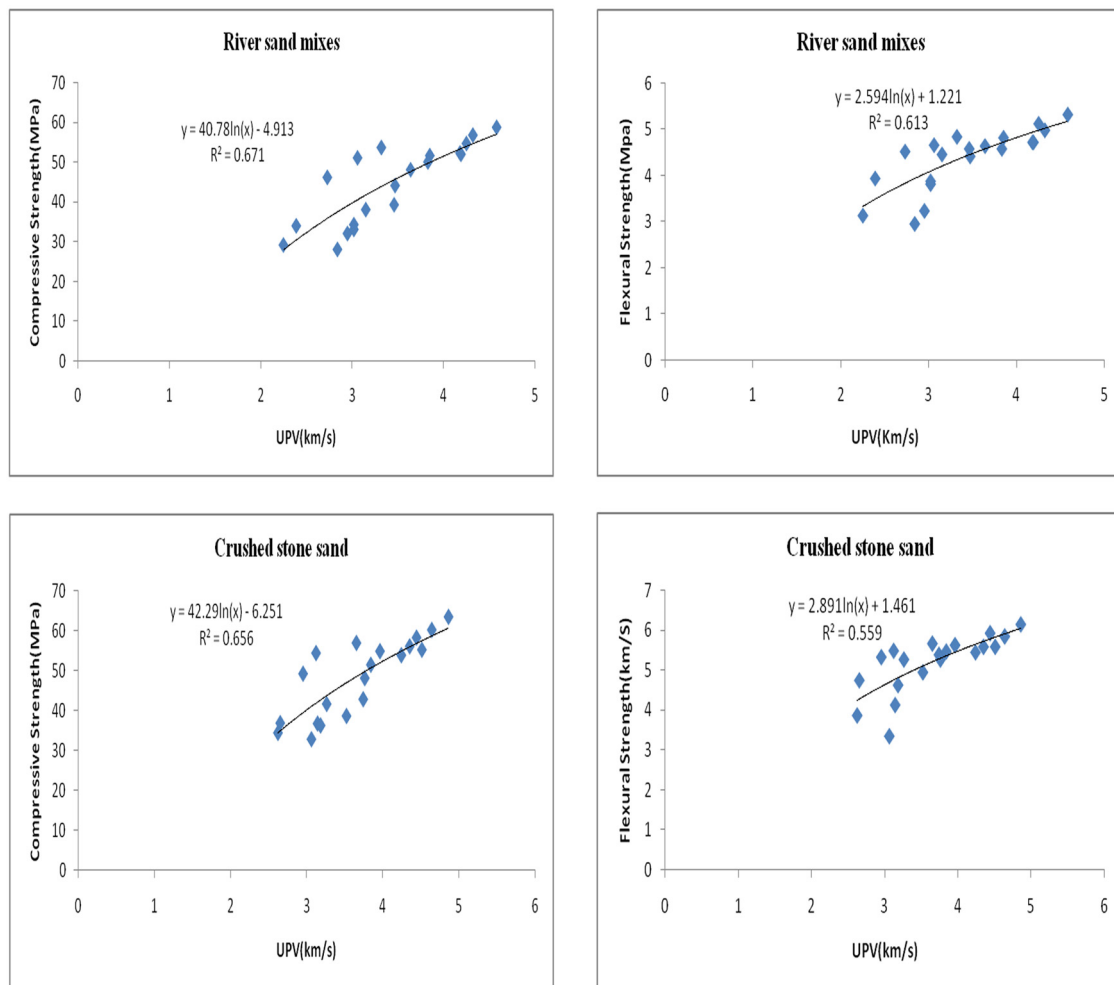 River sand mixes
y = 40.78ln(x) - 4.913
R² = 0.671
Compressive Strength(MPa)
70
60
50
40
30
20
10
0
0 1 2 3 4 5
UPV(km/s)
River sand mixes
y = 2.594ln(x) + 1.221
R² = 0.613
Flexural Strength(Mpa)
6
5
4
3
2
1
0
0 1 2 3 4 5
UPV(Km/s)
Crushed stone sand
y = 42.29ln(x) - 6.251
R² = 0.656
Compressive Strength(MPa)
70
60
50
40
30
20
10
0
0 1 2 3 4 5 6
UPV(km/s)
Crushed stone sand
y = 2.891ln(x) + 1.461
R² = 0.559
Flexural Strength(km/S)
7
6
5
4
3
2
1
0
0 1 2 3 4 5 6
UPV(km/s)